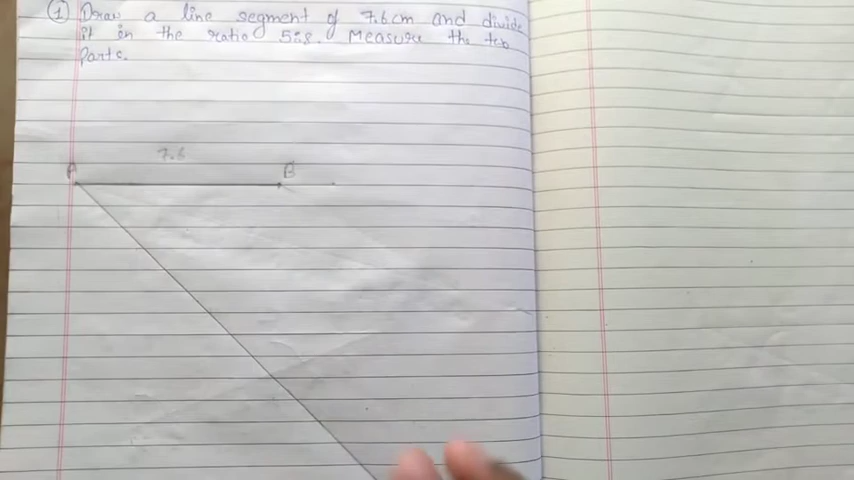 ① Draw a line segment of 7.6cm and divide
it in the ratio 5:8. Measure the two
Parts.
7.6
A B